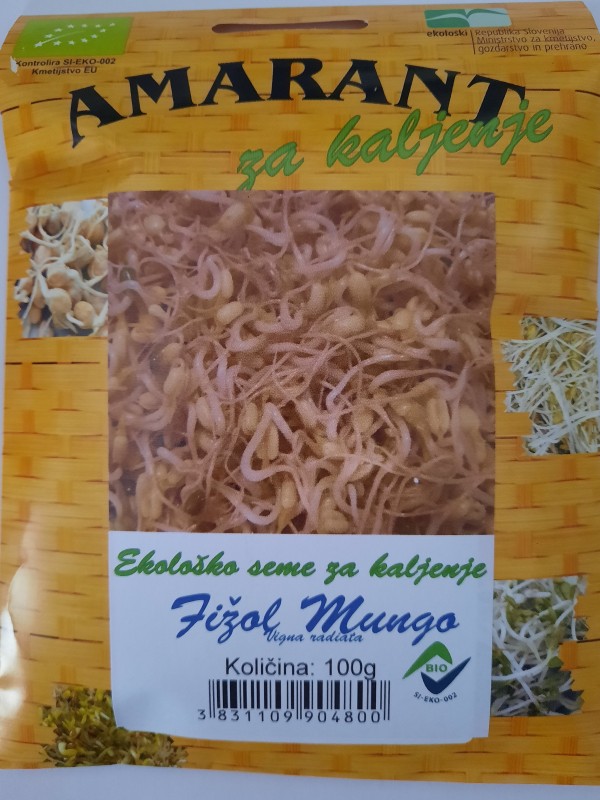 Kontrolira SI-EKO-002
Kmetijstvo EU
ekološki
Republika Slovenija
Ministrstvo za kmetijstvo,
gozdarstvo in prehrano
AMARANT
za kaljenje
Ekološko seme za kaljenje
Fižol Mungo
Vigna radiata
Količina: 100g
BIO
SI-EKO-002
3 831109 904800